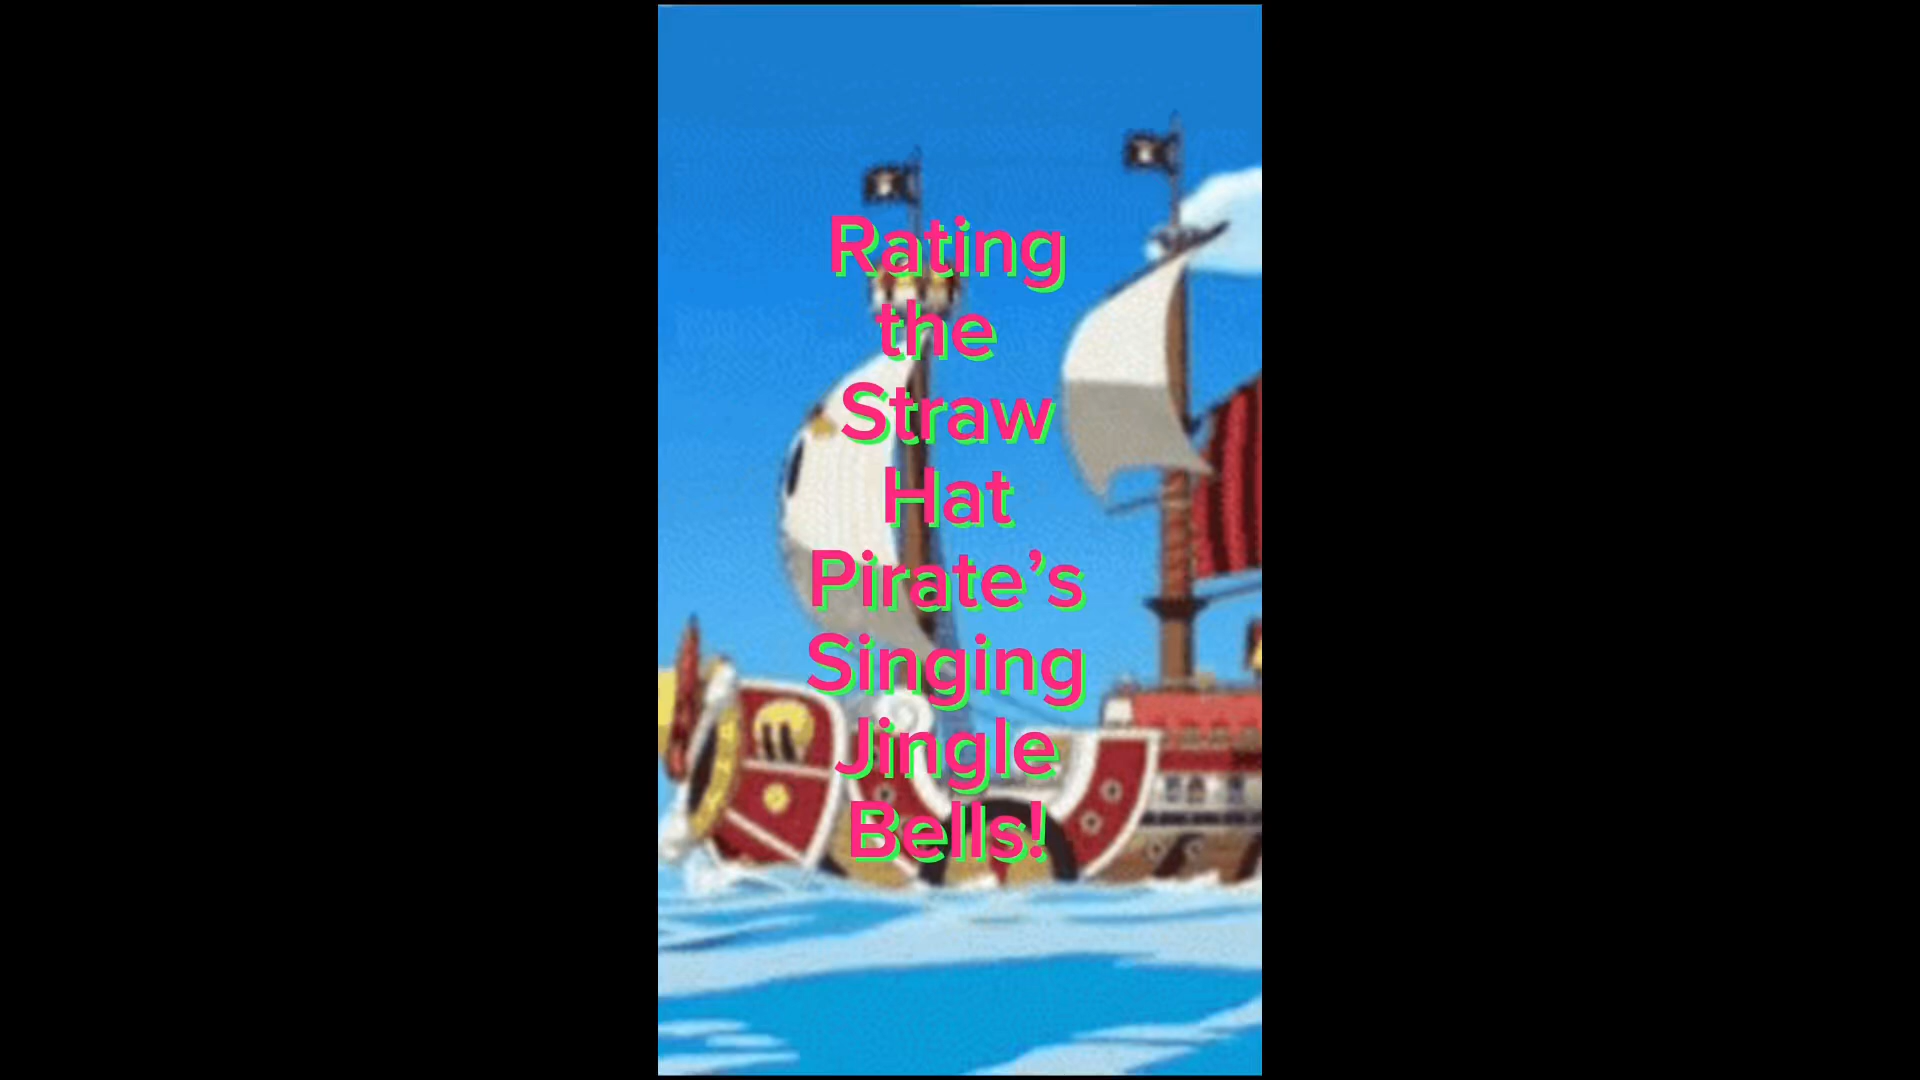 Rating
the
Straw
Hat
Pirate’s
Singing
Jingle
Bells!